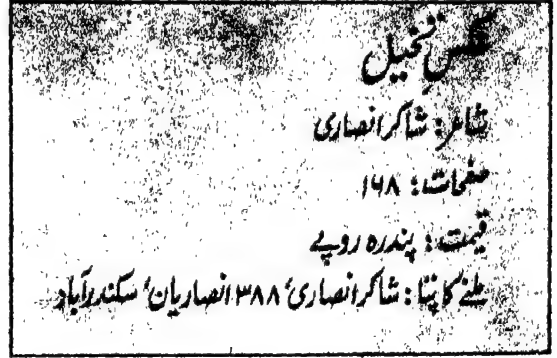 عکسِ تخیل
شاعر: شاکر انصاری
صفحات: ۱۶۸
قیمت: پندرہ روپے
ملنے کا پتا: شاکر انصاری، ۳۸۸ انصاریان، سکندرآباد